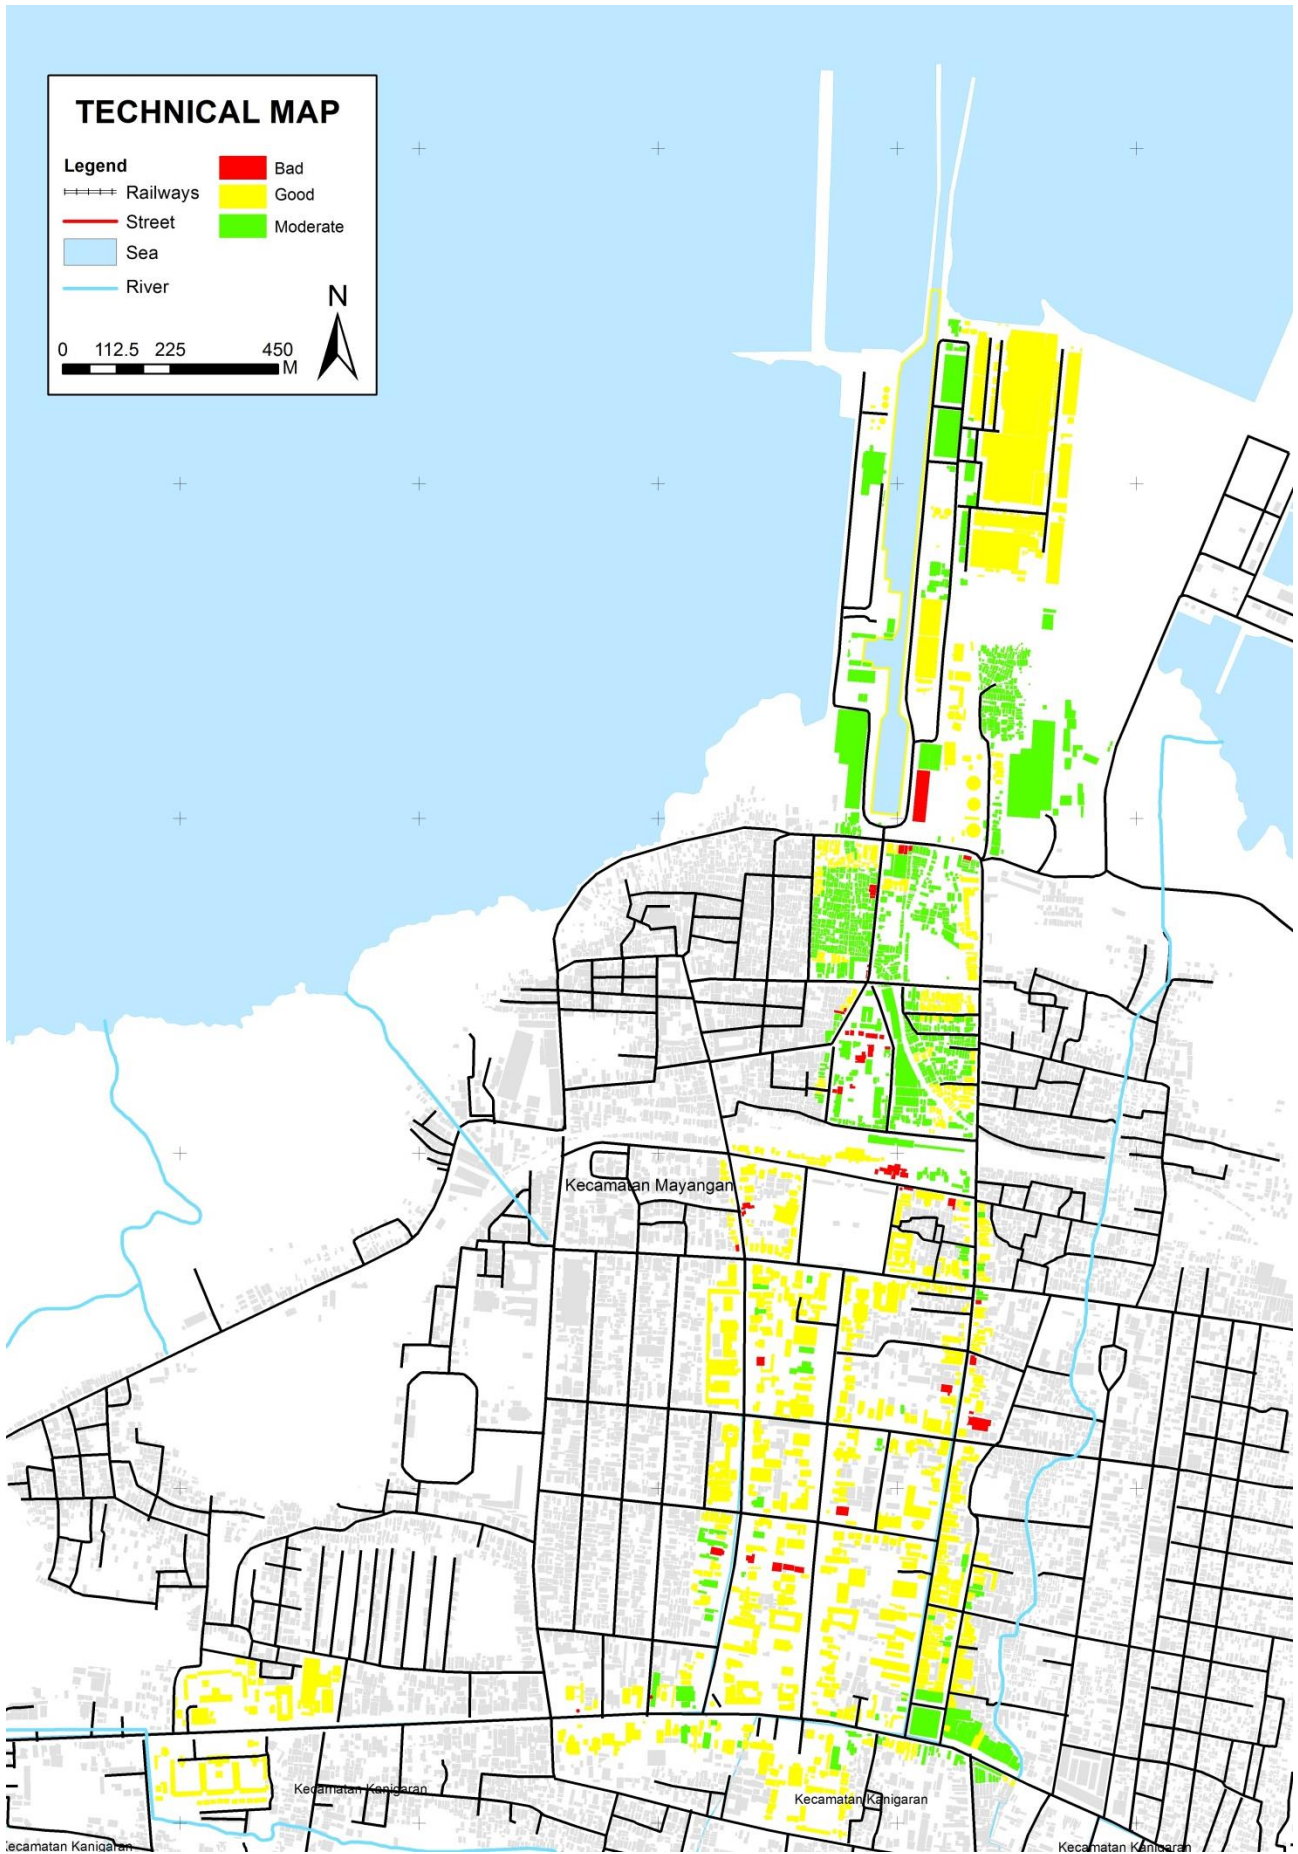 TECHNICAL MAP
Legend
Railways
Street
Sea
River
Bad
Good
Moderate
N
0 112.5 225 450
M
Kecamatan Mayangan
Kecamatan Kanigaran
Kecamatan Kanigaran
Kecamatan Kanigaran
Kecamatan Kanigaran